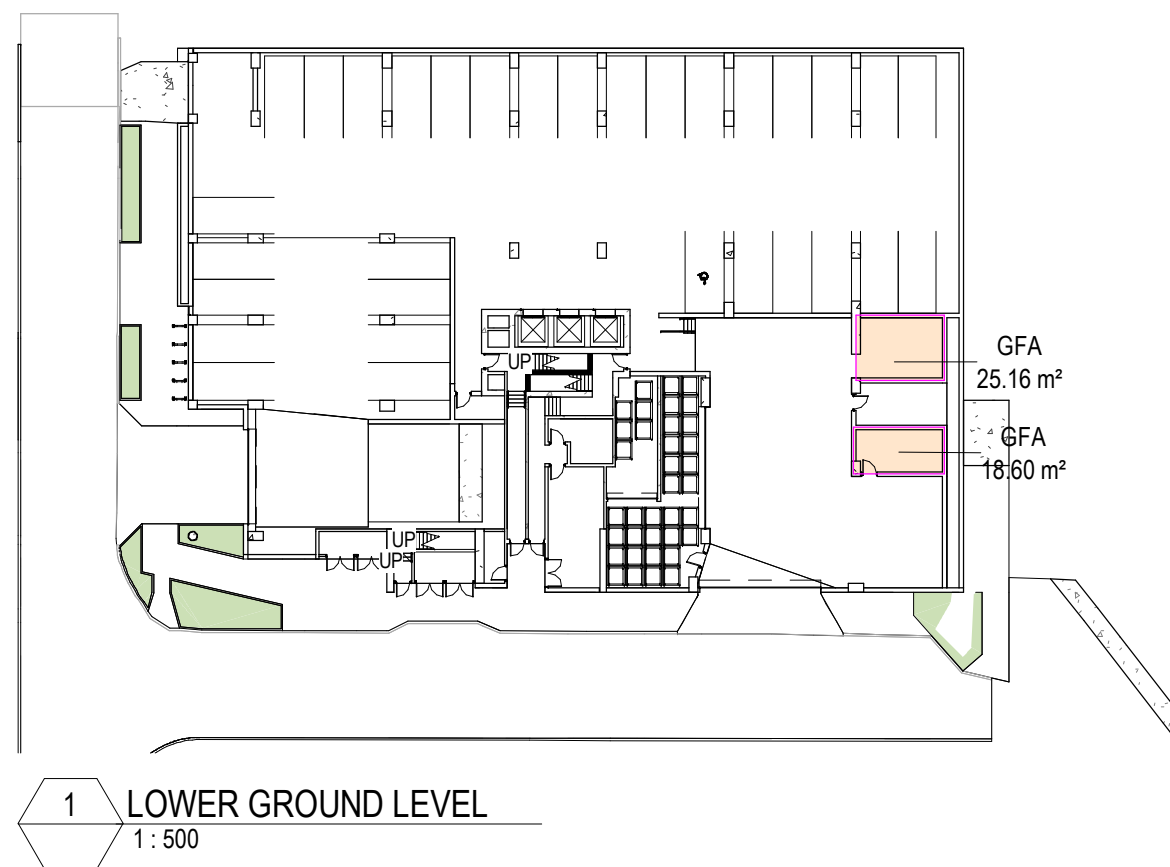 GFA
25.16 m²
UP
GFA
18.60 m²
UP
UP
1 LOWER GROUND LEVEL
1 : 500